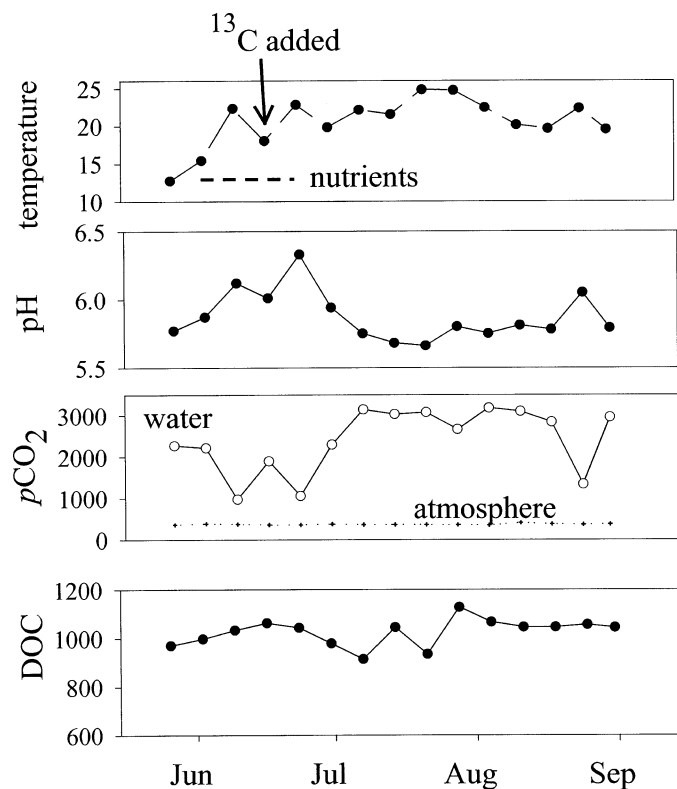 13C added
temperature
25
20
15
10
nutrients
pH
6.5
6.0
5.5
pCO2
3000
2000
1000
0
water
atmosphere
DOC
1200
1000
800
600
Jun Jul Aug Sep